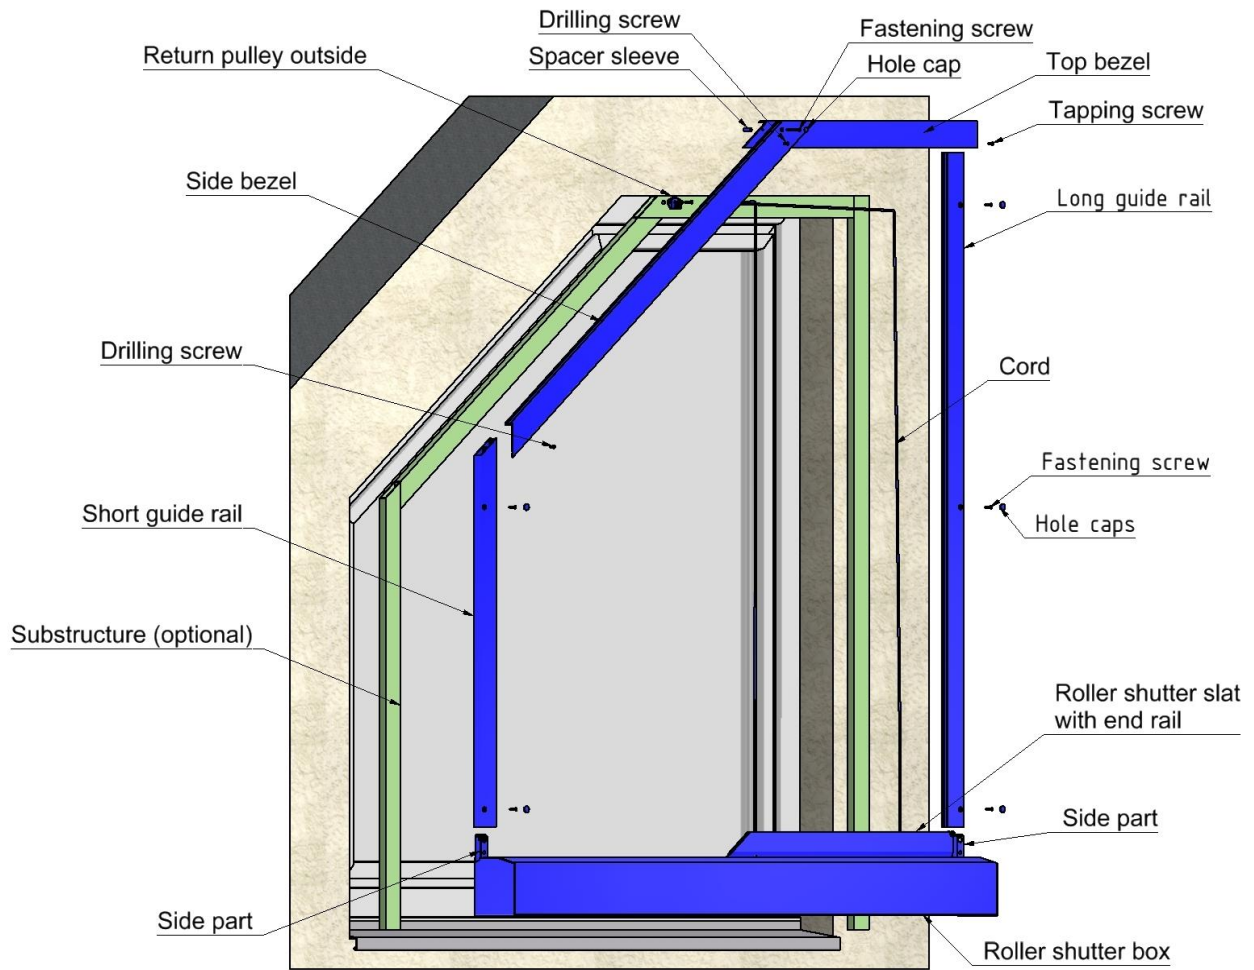 Drilling screw
Fastening screw
Return pulley outside
Spacer sleeve
Hole cap
Top bezel
Tapping screw
Side bezel
Long guide rail
Drilling screw
Cord
Fastening screw
Short guide rail
Hole caps
Substructure (optional)
Roller shutter slat
with end rail
Side part
Side part
Roller shutter box